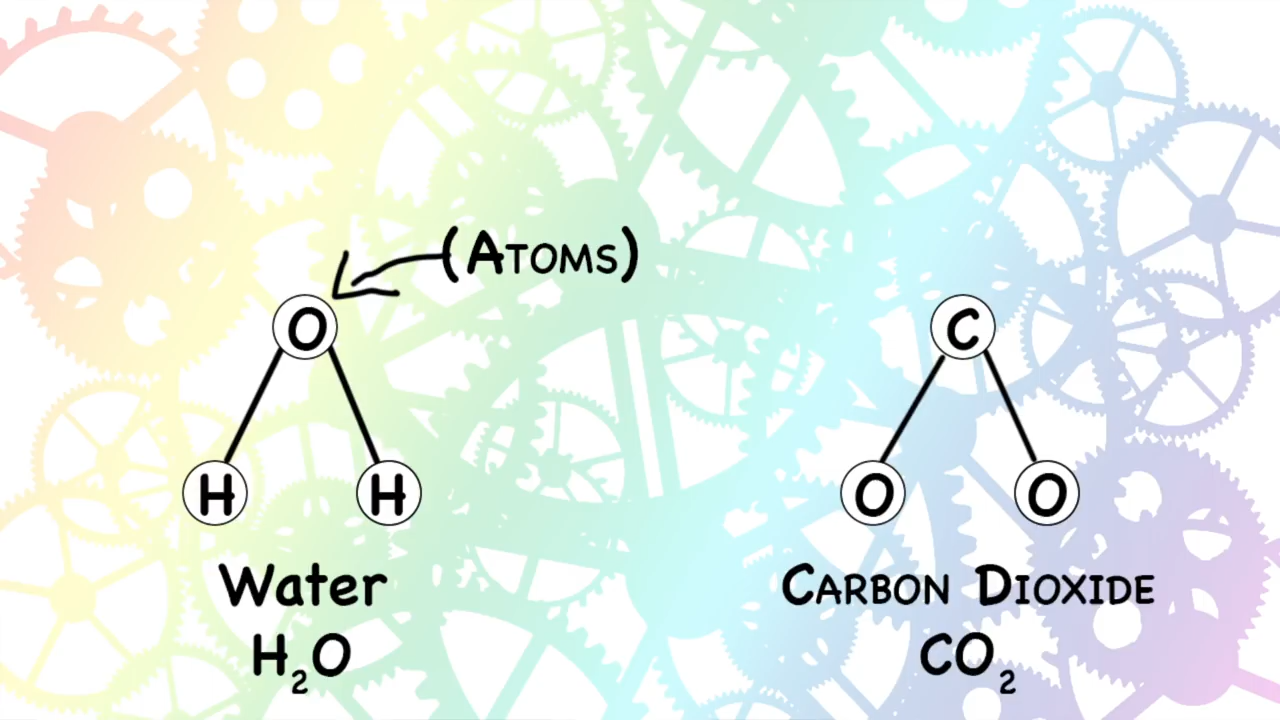 (Atoms)
O
H H
Water
H₂O
C
O O
Carbon Dioxide
CO₂